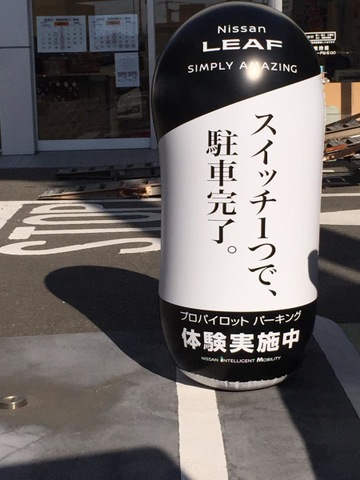 Nissan
LEAF
SIMPLY AMAZING
スイッチ1つで、
駐車完了。
プロパイロット パーキング
体験実施中
NISSAN INTELLIGENT MOBILITY
STOP